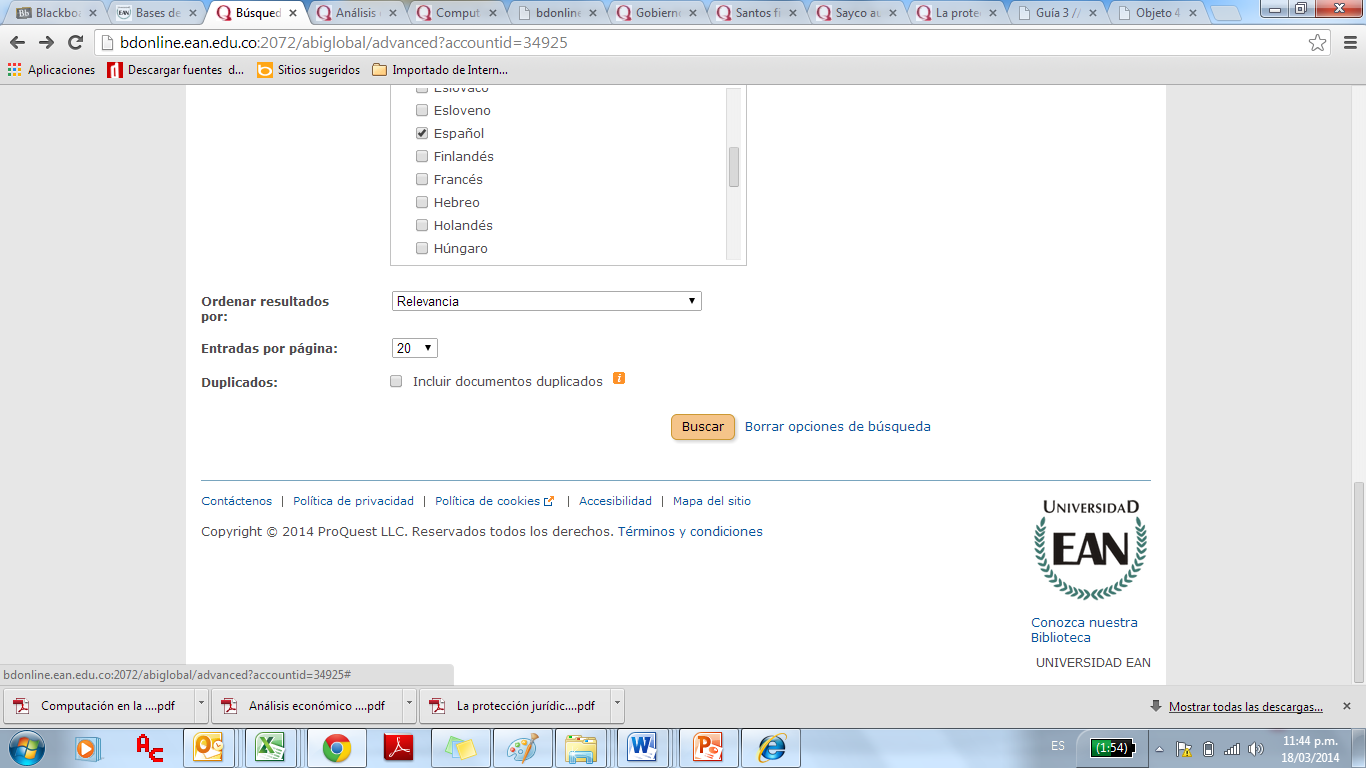 Blackboa
Bases de
Búsqued
Análisis
Comput
bdonline
Gobierno
Santos fi
Sayco au
La prote
Guía 3 //
Objeto 4
bdonline.ean.edu.co:2072/abiglobal/advanced?accountid=34925
Aplicaciones
Descargar fuentes d...
Sitios sugeridos
Importado de Intern...
Eslovaco
Esloveno
Español
Finlandés
Francés
Hebreo
Holandés
Húngaro
Ordenar resultados
por:
Relevancia
Entradas por página:
20
Duplicados:
Incluir documentos duplicados
Buscar
Borrar opciones de búsqueda
Contáctenos | Política de privacidad | Política de cookies | Accesibilidad | Mapa del sitio
Copyright © 2014 ProQuest LLC. Reservados todos los derechos. Términos y condiciones
UNIVERSIDAD
EAN
Conozca nuestra
Biblioteca
UNIVERSIDAD EAN
bdonline.ean.edu.co:2072/abiglobal/advanced?accountid=34925#
Computación en la ....pdf
Análisis económico ....pdf
La protección jurídic....pdf
Mostrar todas las descargas...
ES
(1:54)
11:44 p.m.
18/03/2014